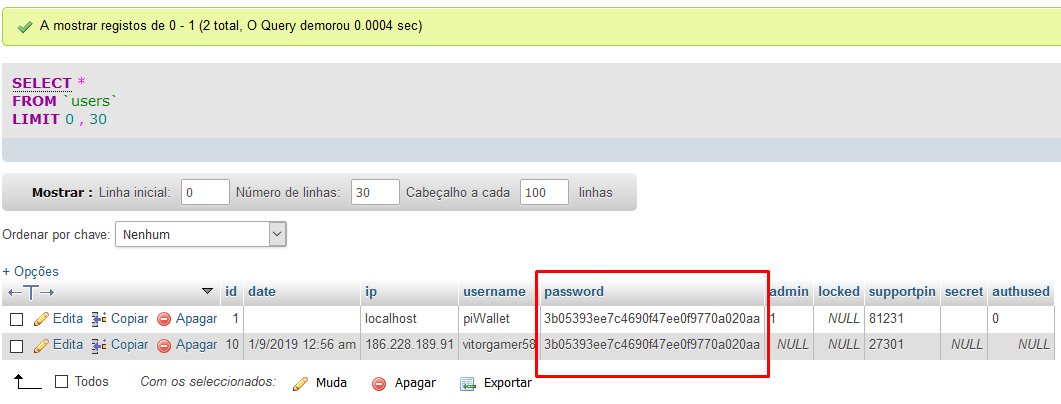 A mostrar registos de 0 - 1 (2 total, O Query demorou 0.0004 sec)
SELECT *
FROM `users`
LIMIT 0 , 30
Mostrar : Linha inicial: 0 Número de linhas: 30 Cabeçalho a cada 100 linhas
Ordenar por chave: Nenhum
+ Opções
←T→ id date ip username password admin locked supportpin secret authused
Edita Copiar Apagar 1 localhost piWallet 3b05393ee7c4690f47ee0f9770a020aa 1 NULL 81231 0
Edita Copiar Apagar 10 1/9/2019 12:56 am 186.228.189.91 vitorgamer58 3b05393ee7c4690f47ee0f9770a020aa NULL NULL 27301 NULL NULL
Todos Com os seleccionados: Muda Apagar Exportar